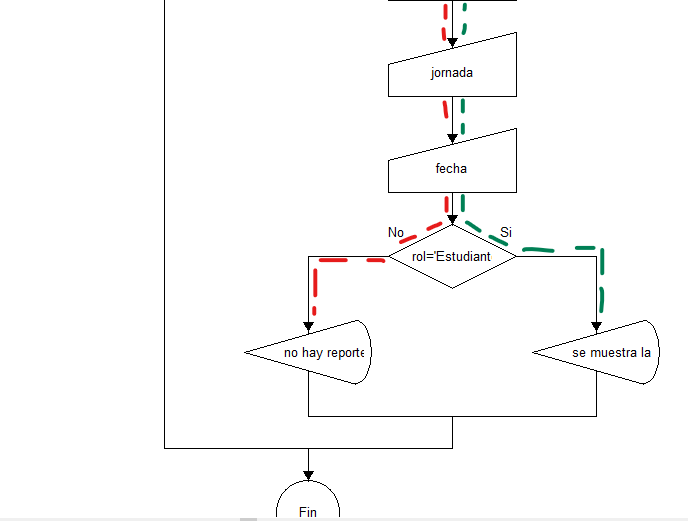 jornada
fecha
No
Si
rol='Estudiant
no hay reporte
se muestra la
Fin